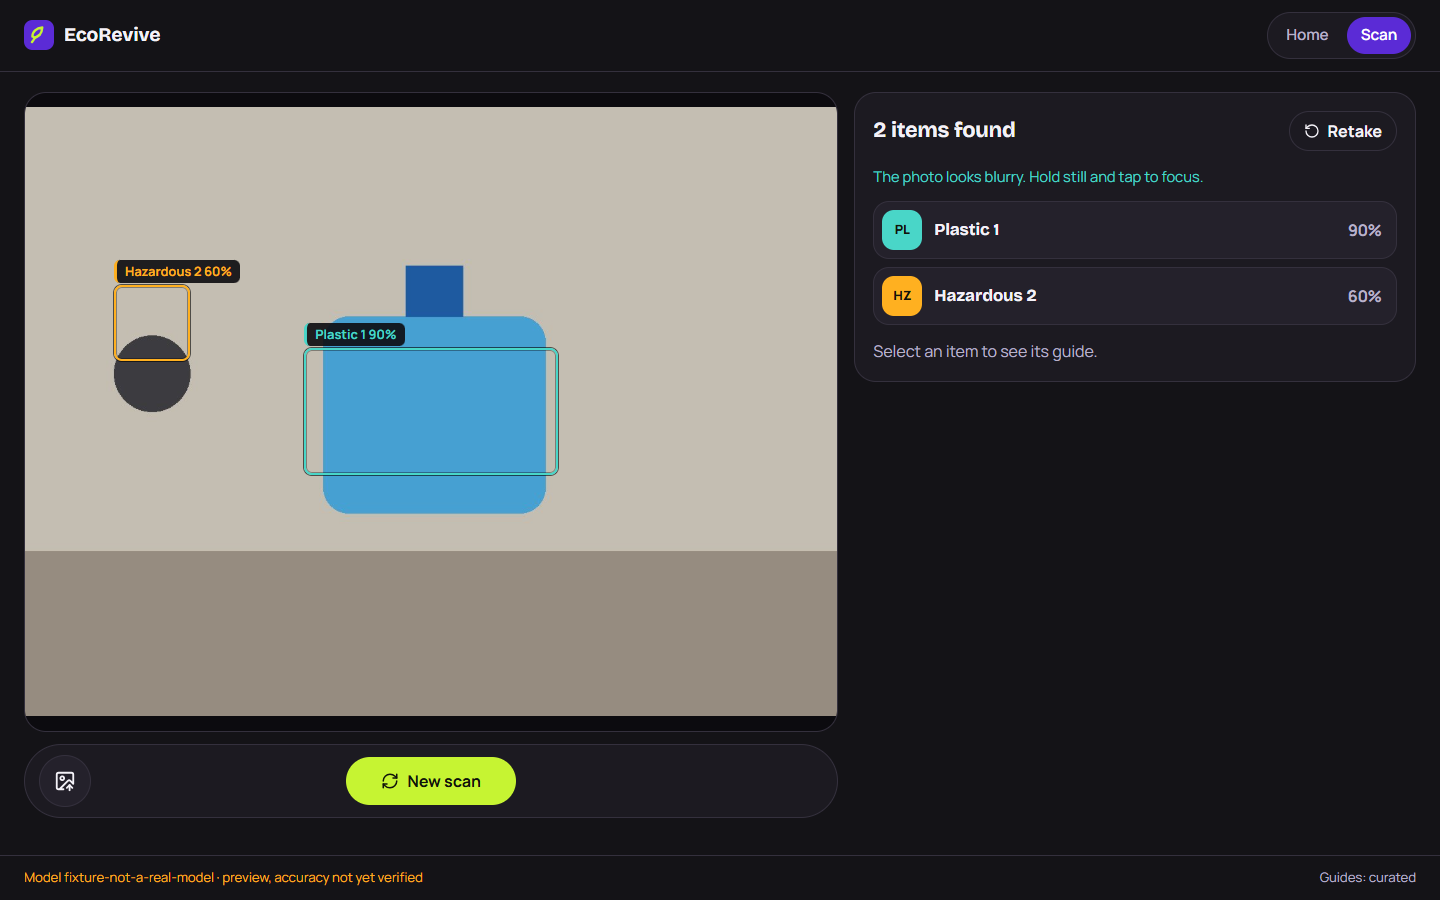 EcoRevive
Home
Scan
Hazardous 2 60%
Plastic 1 90%
New scan
2 items found
Retake
The photo looks blurry. Hold still and tap to focus.
PL
Plastic 1
90%
HZ
Hazardous 2
60%
Select an item to see its guide.
Model fixture-not-a-real-model · preview, accuracy not yet verified
Guides: curated